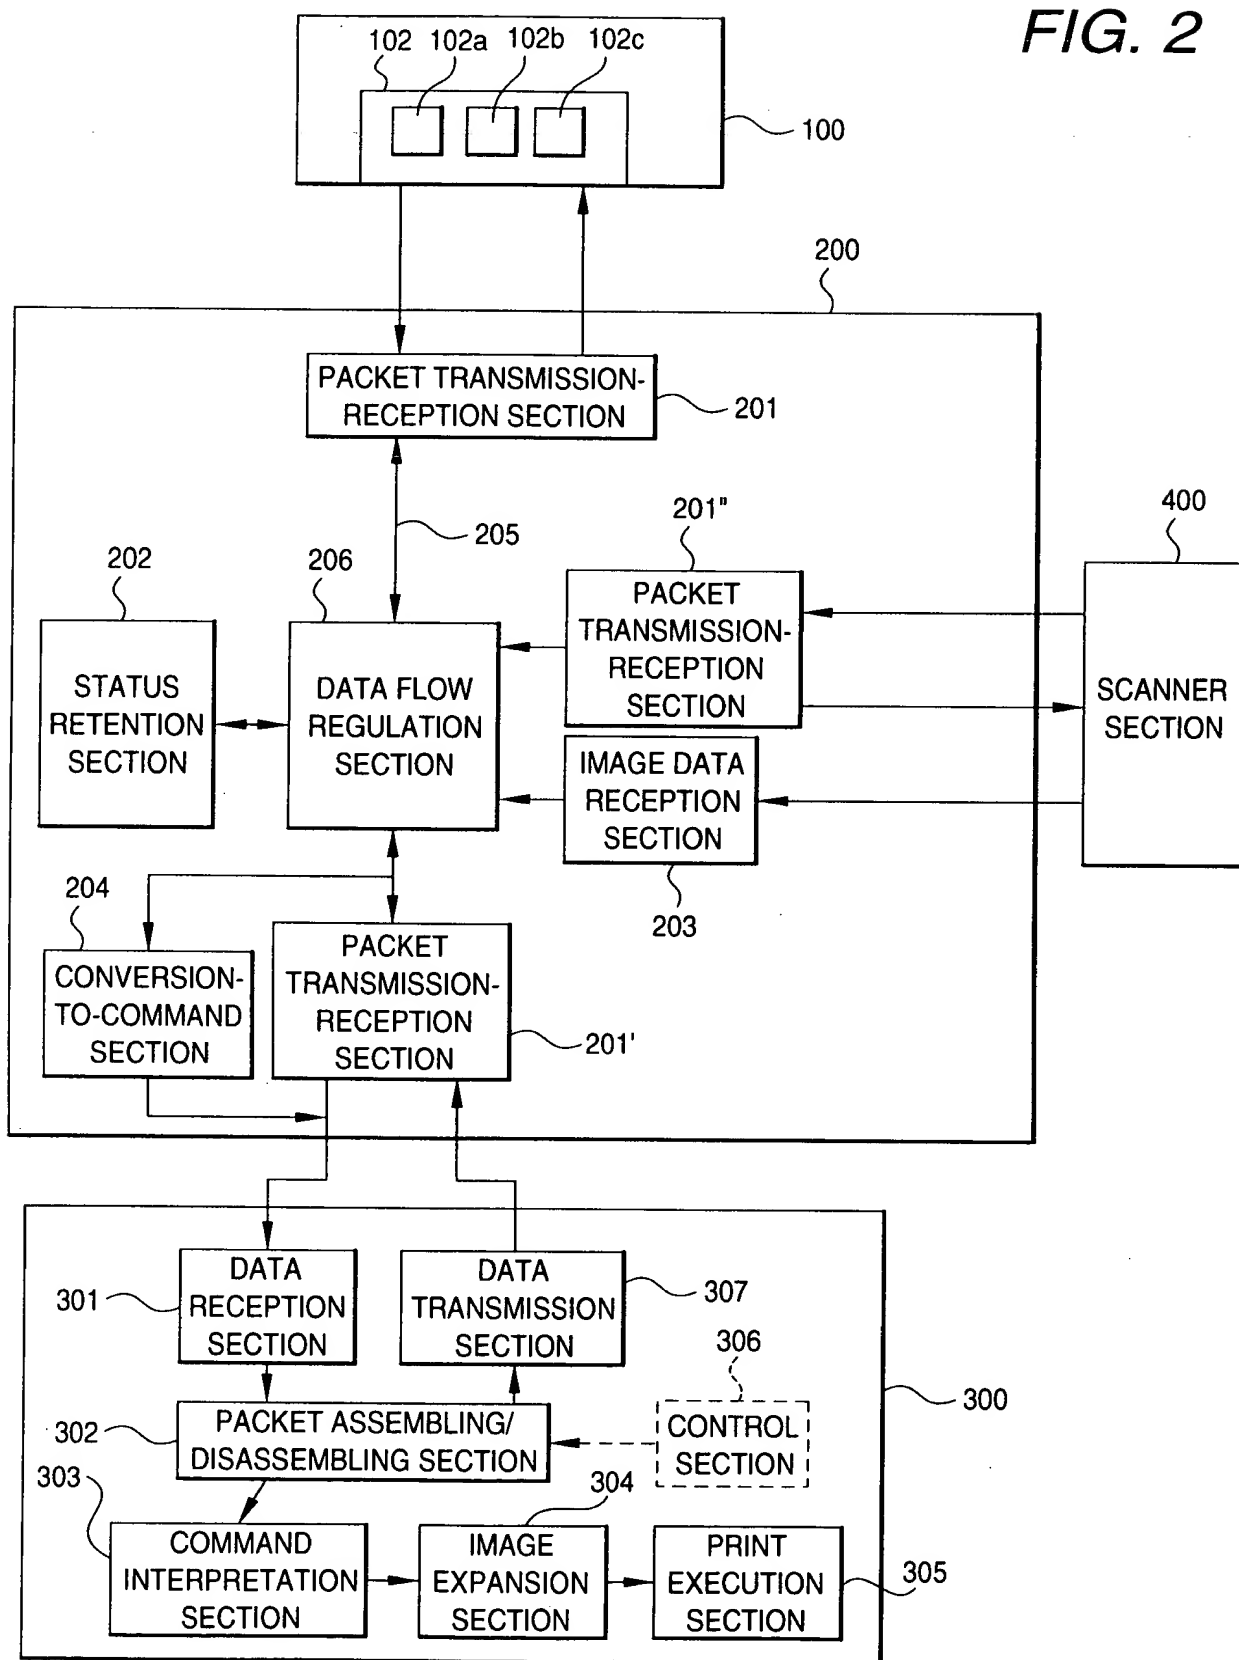 FIG. 2
102 102a 102b 102c
100
200
PACKET TRANSMISSION-
RECEPTION SECTION
201
205
201"
400
202
206
PACKET
TRANSMISSION-
RECEPTION
SECTION
STATUS
RETENTION
SECTION
DATA FLOW
REGULATION
SECTION
SCANNER
SECTION
IMAGE DATA
RECEPTION
SECTION
203
204
CONVERSION-
TO-COMMAND
SECTION
PACKET
TRANSMISSION-
RECEPTION
SECTION
201'
301
DATA
RECEPTION
SECTION
DATA
TRANSMISSION
SECTION
307
306
300
302
PACKET ASSEMBLING/
DISASSEMBLING SECTION
CONTROL
SECTION
303
304
COMMAND
INTERPRETATION
SECTION
IMAGE
EXPANSION
SECTION
PRINT
EXECUTION
SECTION
305